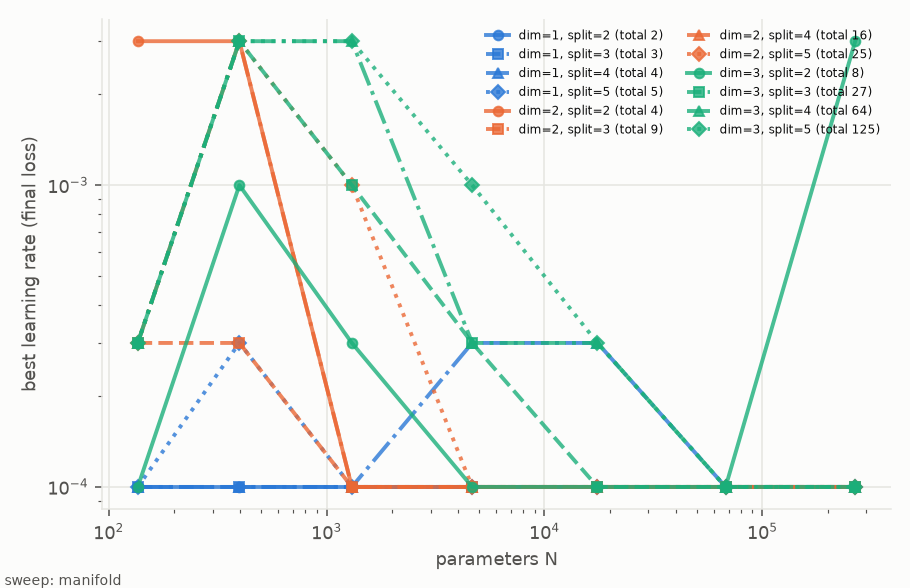 dim=1, split=2 (total 2)
dim=1, split=3 (total 3)
dim=1, split=4 (total 4)
dim=1, split=5 (total 5)
dim=2, split=2 (total 4)
dim=2, split=3 (total 9)
dim=2, split=4 (total 16)
dim=2, split=5 (total 25)
dim=3, split=2 (total 8)
dim=3, split=3 (total 27)
dim=3, split=4 (total 64)
dim=3, split=5 (total 125)
best learning rate (final loss)
10⁻³
10⁻⁴
10² 10³ 10⁴ 10⁵
parameters N
sweep: manifold